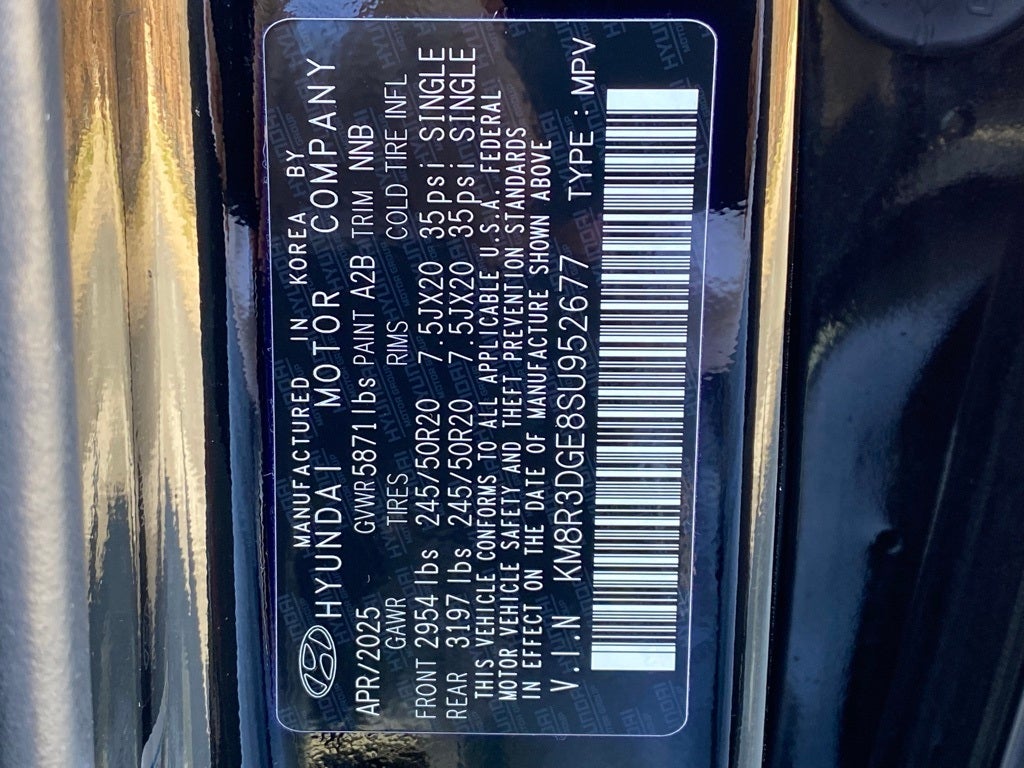 MANUFACTURED IN KOREA BY
HYUNDAI MOTOR COMPANY
APR/2025 GVWR 5871lbs PAINT A2B TRIM NNB
GAWR TIRES RIMS COLD TIRE INFL
FRONT 2954 lbs 245/50R20 7.5JX20 35psi SINGLE
REAR 3197 lbs 245/50R20 7.5JX20 35psi SINGLE
THIS VEHICLE CONFORMS TO ALL APPLICABLE U.S.A. FEDERAL
MOTOR VEHICLE SAFETY AND THEFT PREVENTION STANDARDS
IN EFFECT ON THE DATE OF MANUFACTURE SHOWN ABOVE
V.I.N KM8R3DGE8SU952677 TYPE : MPV